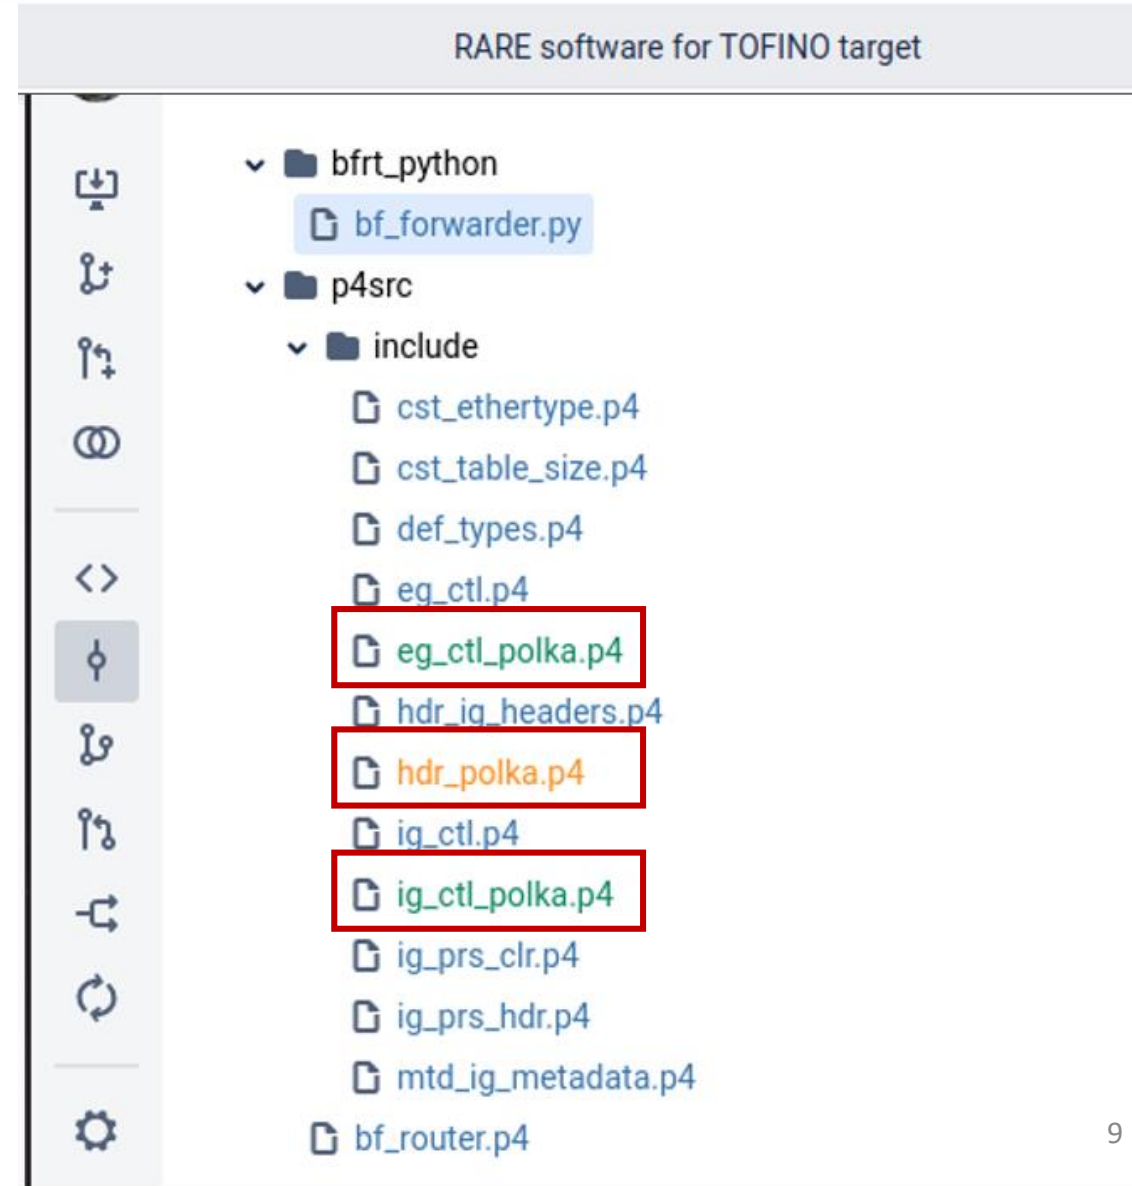 RARE software for TOFINO target
bfrt_python
bf_forwarder.py
p4src
include
cst_ethertype.p4
cst_table_size.p4
def_types.p4
eg_ctl.p4
eg_ctl_polka.p4
hdr_ig_headers.p4
hdr_polka.p4
ig_ctl.p4
ig_ctl_polka.p4
ig_prs_clr.p4
ig_prs_hdr.p4
mtd_ig_metadata.p4
bf_router.p4
9